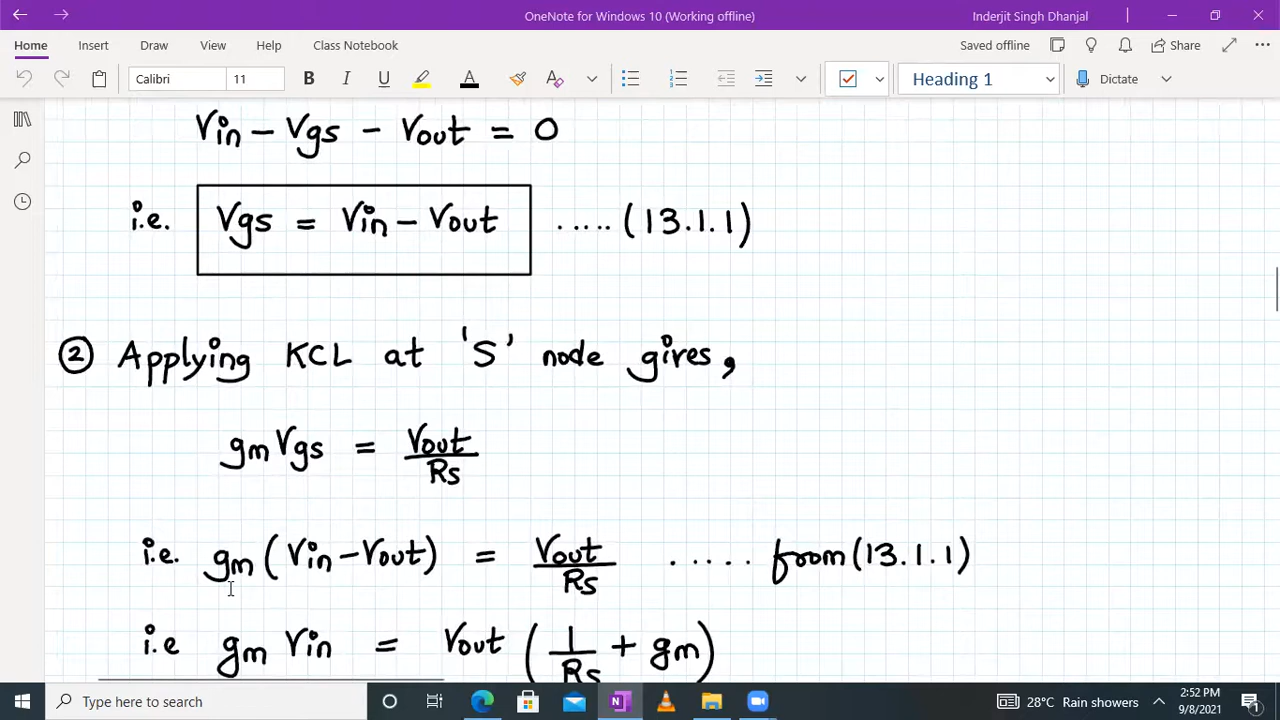 OneNote for Windows 10 (Working offline)
Inderjit Singh Dhanjal
Home Insert Draw View Help Class Notebook
Saved offline
Share
Calibri 11 B I U A
Heading 1
Dictate
Vin - Vgs - Vout = 0
i.e. Vgs = Vin - Vout ..... (13.1.1)
② Applying KCL at 'S' node gives,
gm Vgs = Vout / Rs
i.e. gm (Vin - Vout) = Vout / Rs ..... from (13.1.1)
i.e gm Vin = Vout (1 / Rs + gm)
Type here to search
28°C Rain showers
2:52 PM
9/8/2021
1